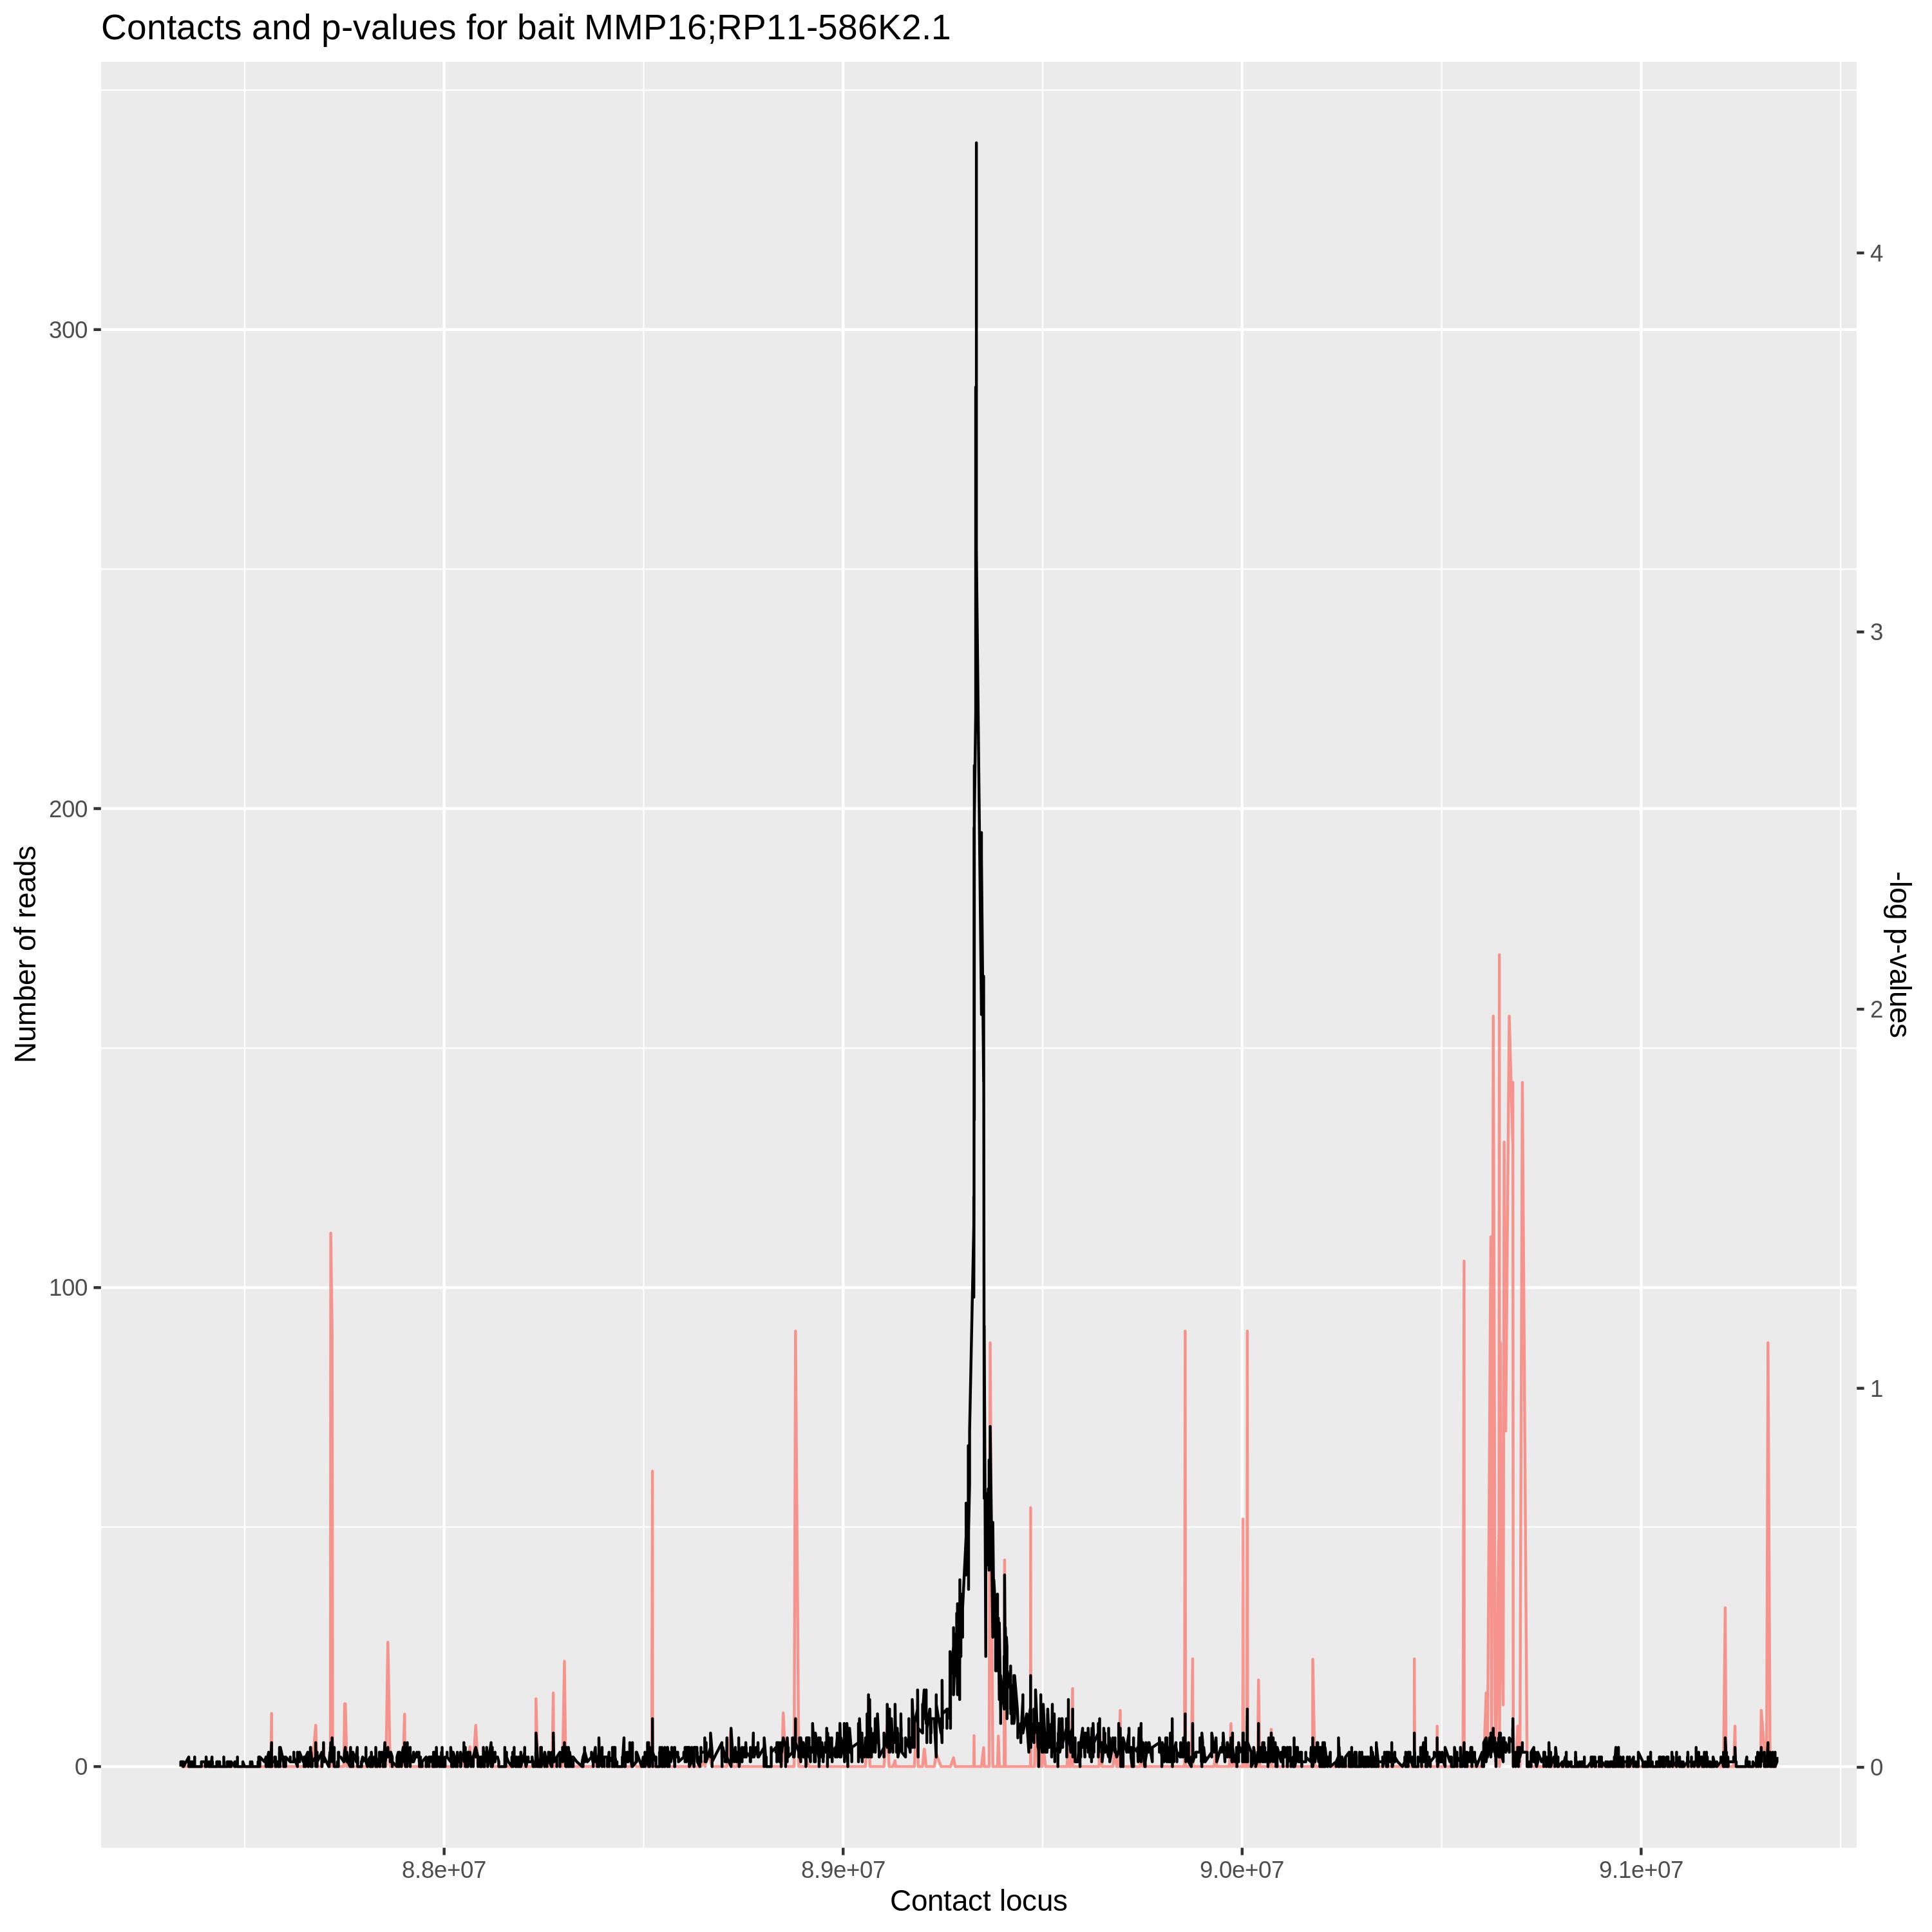 Contacts and p-values for bait MMP16;RP11-586K2.1
Number of reads
300
200
100
0
4
3
2
1
0
-log p-values
8.8e+07 8.9e+07 9.0e+07 9.1e+07
Contact locus